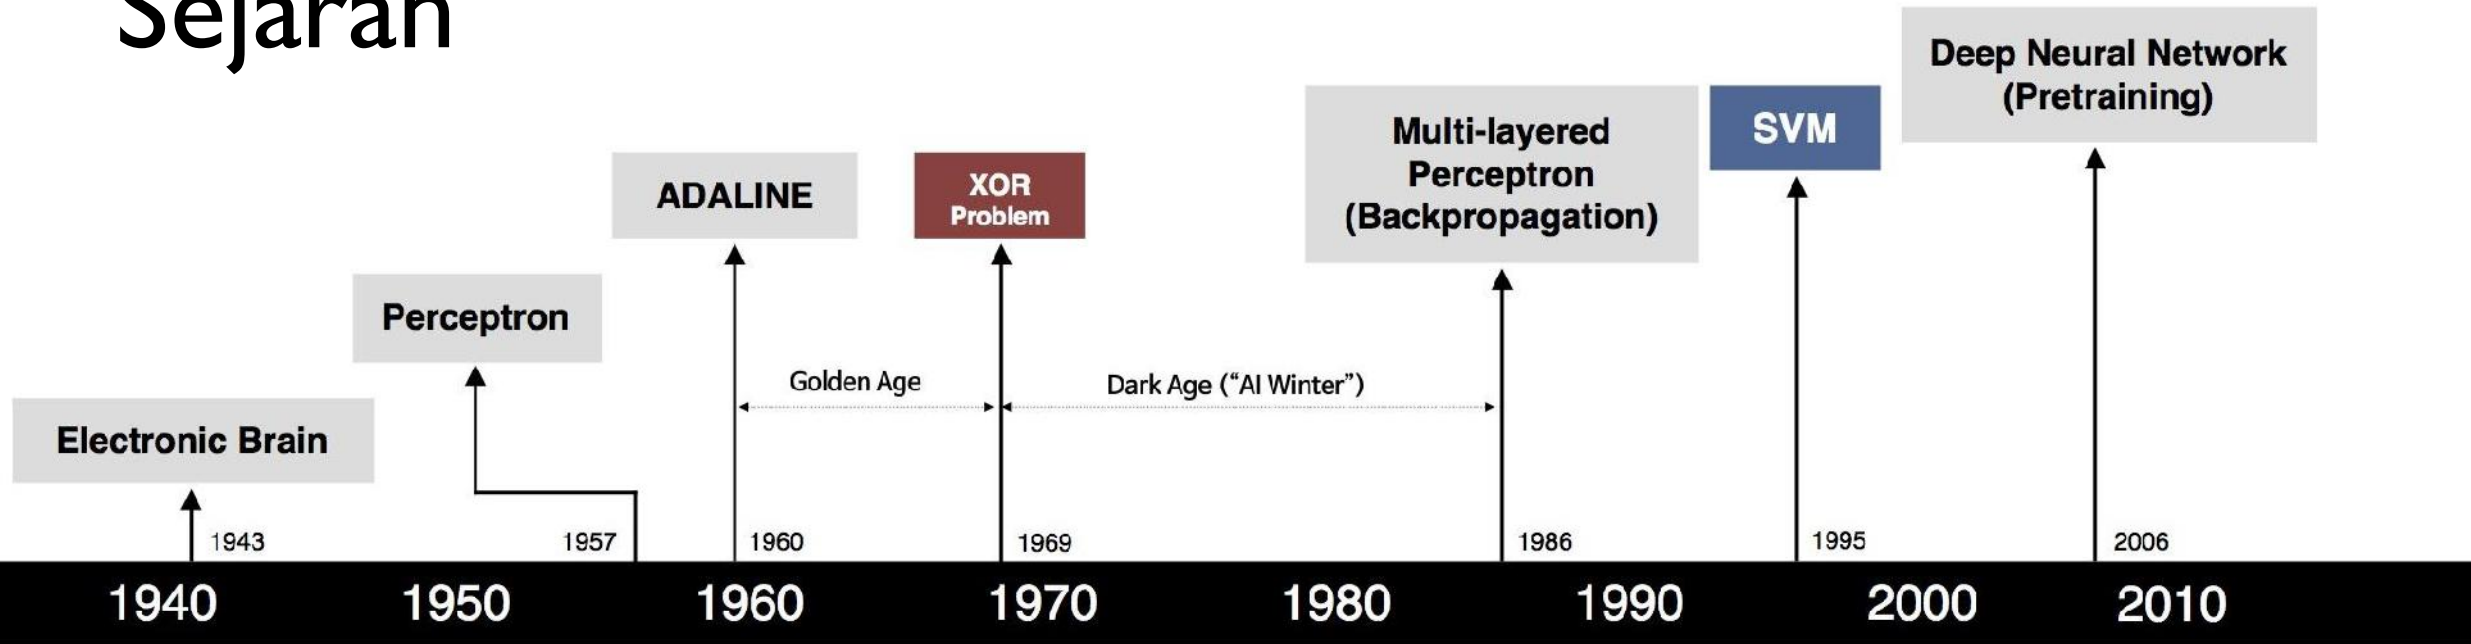 Sejarah
Deep Neural Network
(Pretraining)
Multi-layered
Perceptron
(Backpropagation)
SVM
ADALINE
XOR
Problem
Perceptron
Golden Age
Dark Age (“AI Winter”)
Electronic Brain
1943
1957
1960
1969
1986
1995
2006
1940
1950
1960
1970
1980
1990
2000
2010